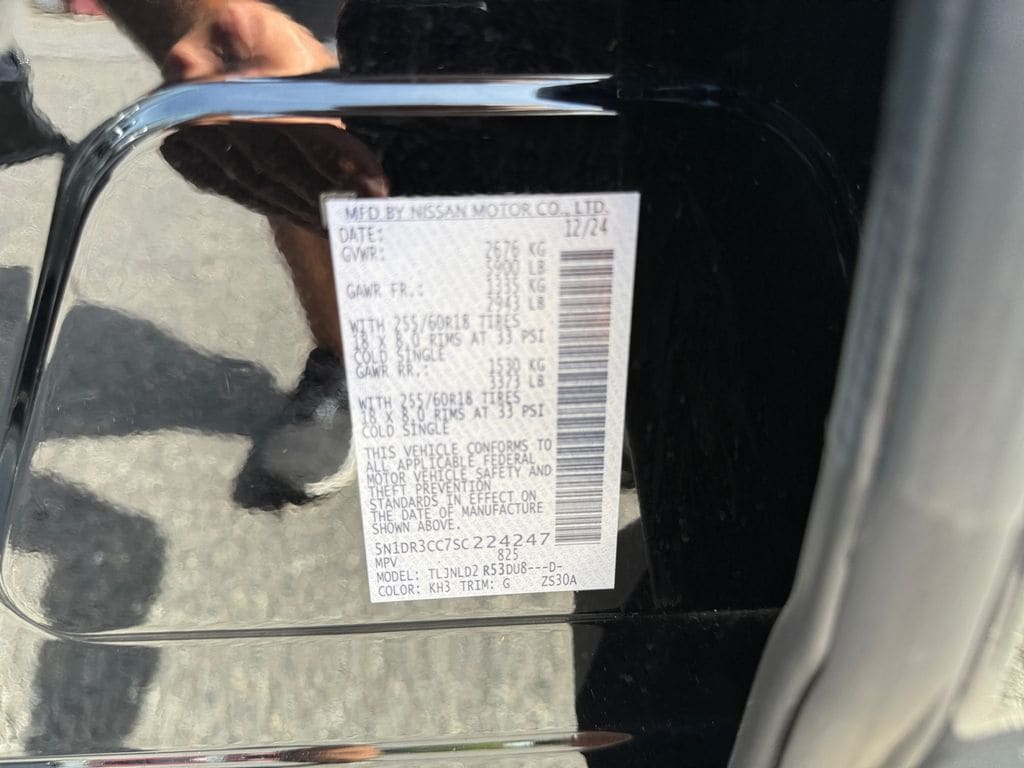 MFD BY NISSAN MOTOR CO., LTD.
DATE: 12/24
GVWR: 2676 KG
5900 LB
GAWR FR.: 1335 KG
2943 LB
WITH 255/60R18 TIRES
18 X 8.0 RIMS AT 33 PSI
COLD SINGLE
GAWR RR.: 1530 KG
3373 LB
WITH 255/60R18 TIRES
18 X 8.0 RIMS AT 33 PSI
COLD SINGLE
THIS VEHICLE CONFORMS TO
ALL APPLICABLE FEDERAL
MOTOR VEHICLE SAFETY AND
THEFT PREVENTION
STANDARDS IN EFFECT ON
THE DATE OF MANUFACTURE
SHOWN ABOVE.
5N1DR3CC7SC224247
MPV 825
MODEL: TLJNLD2 R53DU8---D-
COLOR: KH3 TRIM: G ZS30A